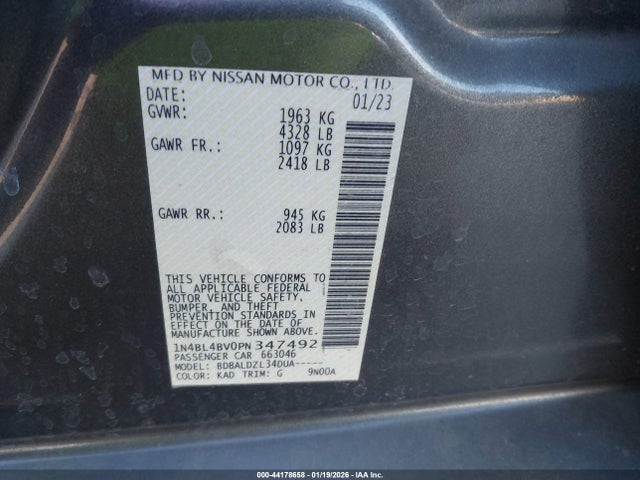 MFD BY NISSAN MOTOR CO., LTD.
DATE: 01/23
GVWR: 1963 KG
4328 LB
GAWR FR.: 1097 KG
2418 LB
GAWR RR.: 945 KG
2083 LB
THIS VEHICLE CONFORMS TO
ALL APPLICABLE FEDERAL
MOTOR VEHICLE SAFETY,
BUMPER, AND THEFT
PREVENTION STANDARDS IN
EFFECT ON THE DATE OF
MANUFACTURE SHOWN ABOVE.
1N4BL4BV0PN347492
PASSENGER CAR 663046
MODEL: BDBALDZL34DUA-----
COLOR: KAD TRIM: G 9N00A
000-44178658 | 01/19/2026 | IAA Inc.